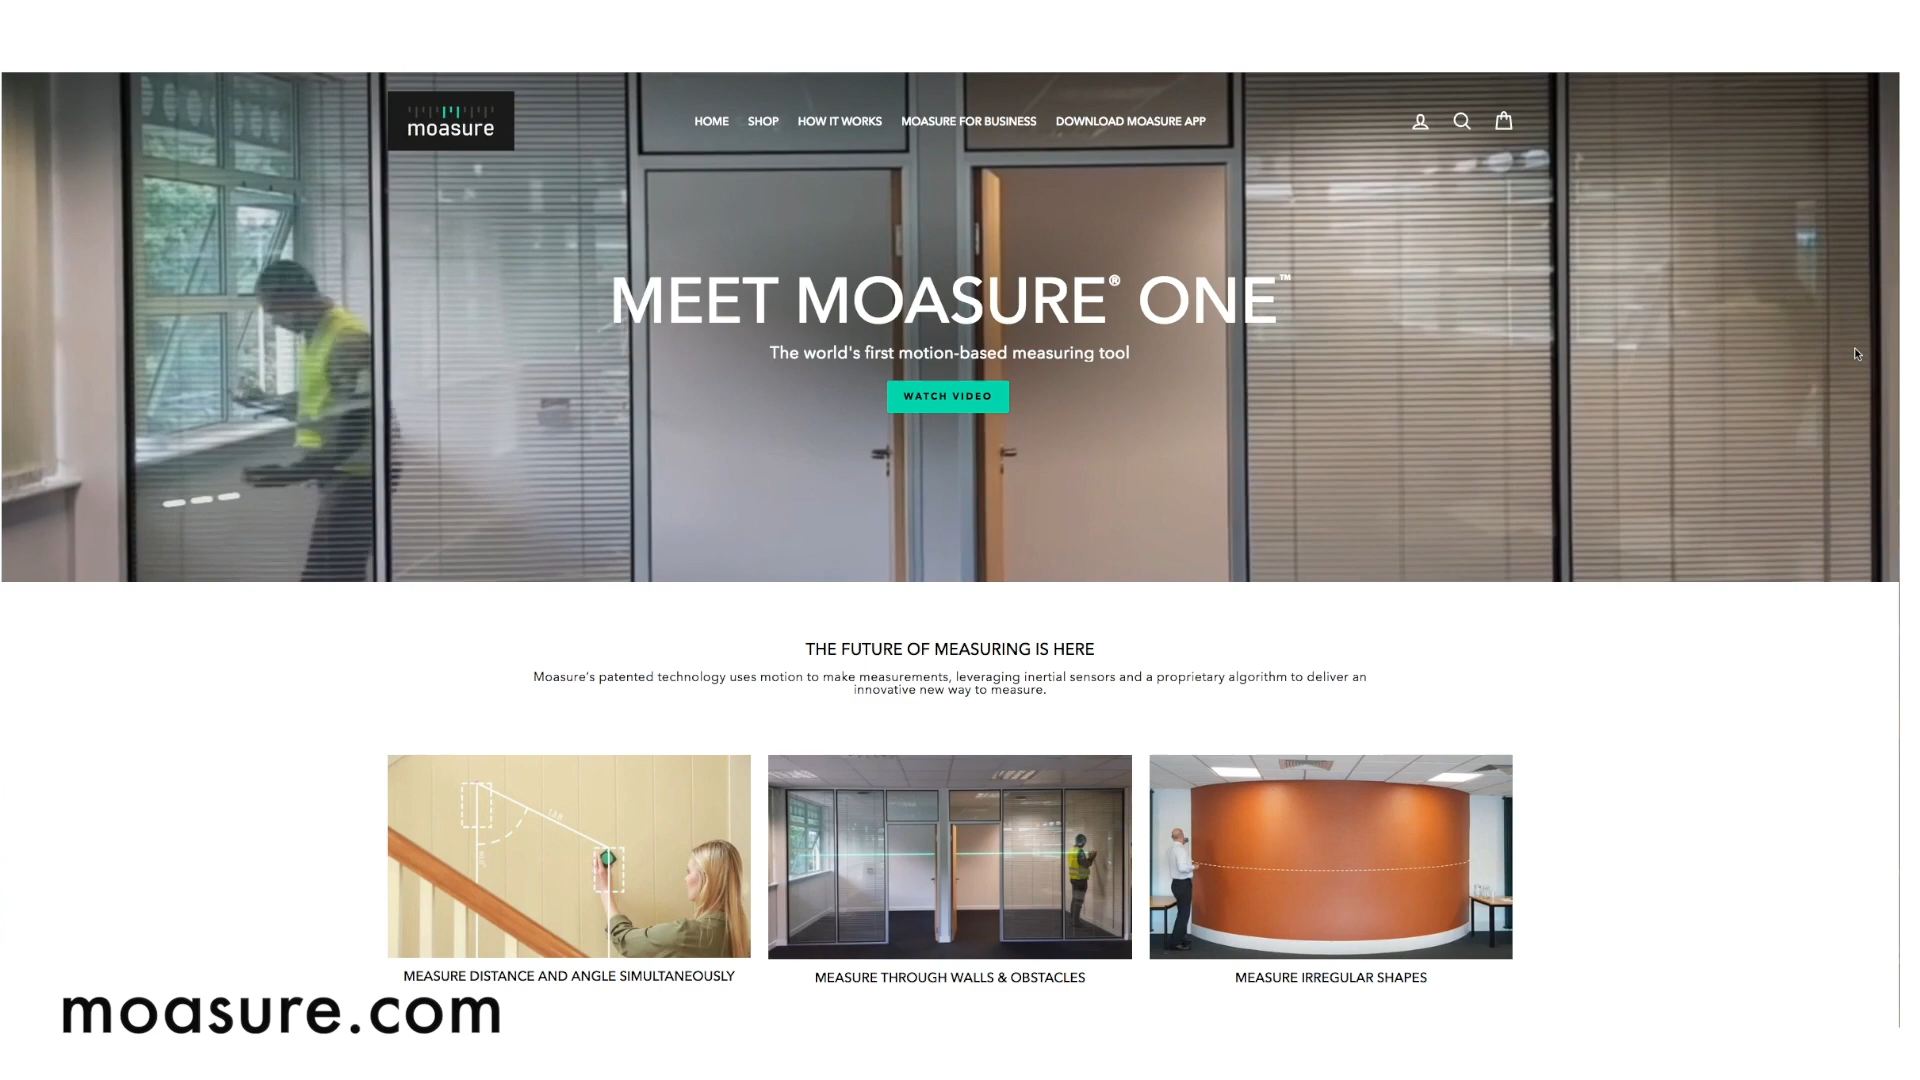 moasure
HOME SHOP HOW IT WORKS MOASURE FOR BUSINESS DOWNLOAD MOASURE APP
MEET MOASURE® ONE™
The world's first motion-based measuring tool
WATCH VIDEO
THE FUTURE OF MEASURING IS HERE
Moasure's patented technology uses motion to make measurements, leveraging inertial sensors and a proprietary algorithm to deliver an
innovative new way to measure.
MEASURE DISTANCE AND ANGLE SIMULTANEOUSLY
MEASURE THROUGH WALLS & OBSTACLES
MEASURE IRREGULAR SHAPES
moasure.com